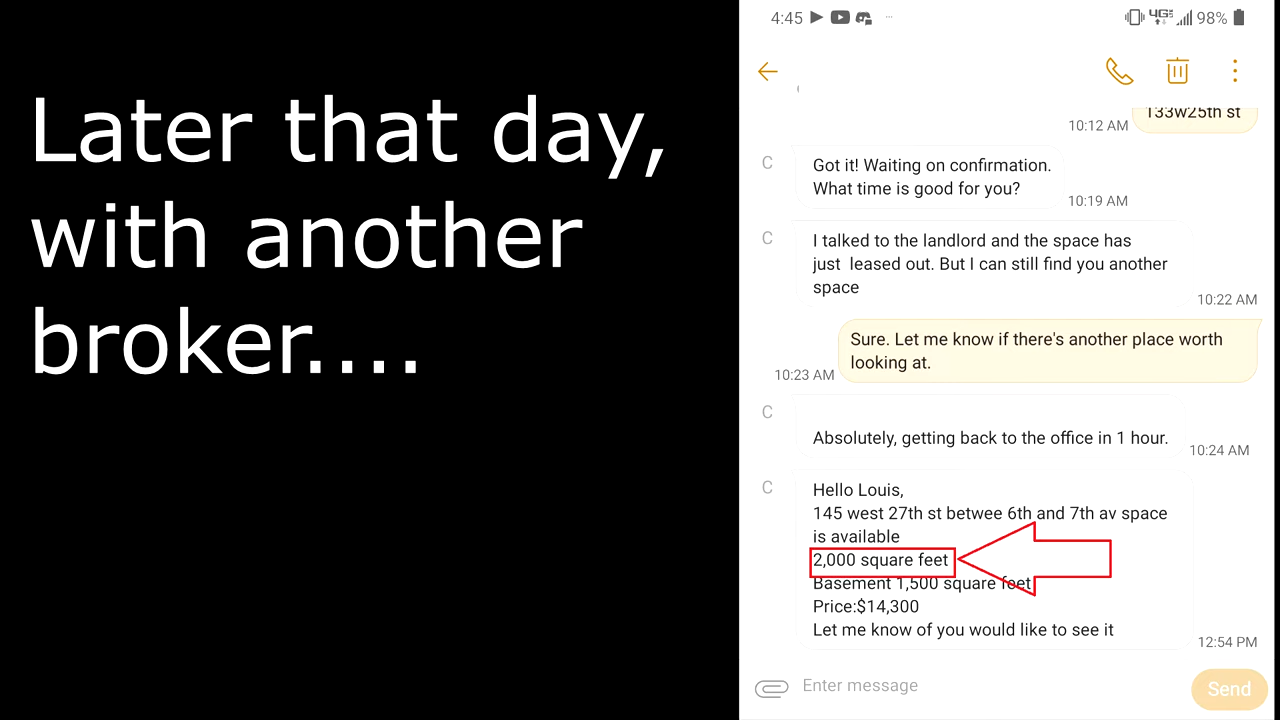 Later that day,
with another
broker....
4:45
4G
98%
133w25th st
10:12 AM
C
Got it! Waiting on confirmation.
What time is good for you?
10:19 AM
C
I talked to the landlord and the space has
just  leased out. But I can still find you another
space
10:22 AM
Sure. Let me know if there's another place worth
looking at.
10:23 AM
C
Absolutely, getting back to the office in 1 hour.
10:24 AM
C
Hello Louis,
145 west 27th st betwee 6th and 7th av space
is available
2,000 square feet
Basement 1,500 square feet
Price:$14,300
Let me know of you would like to see it
12:54 PM
Enter message
Send